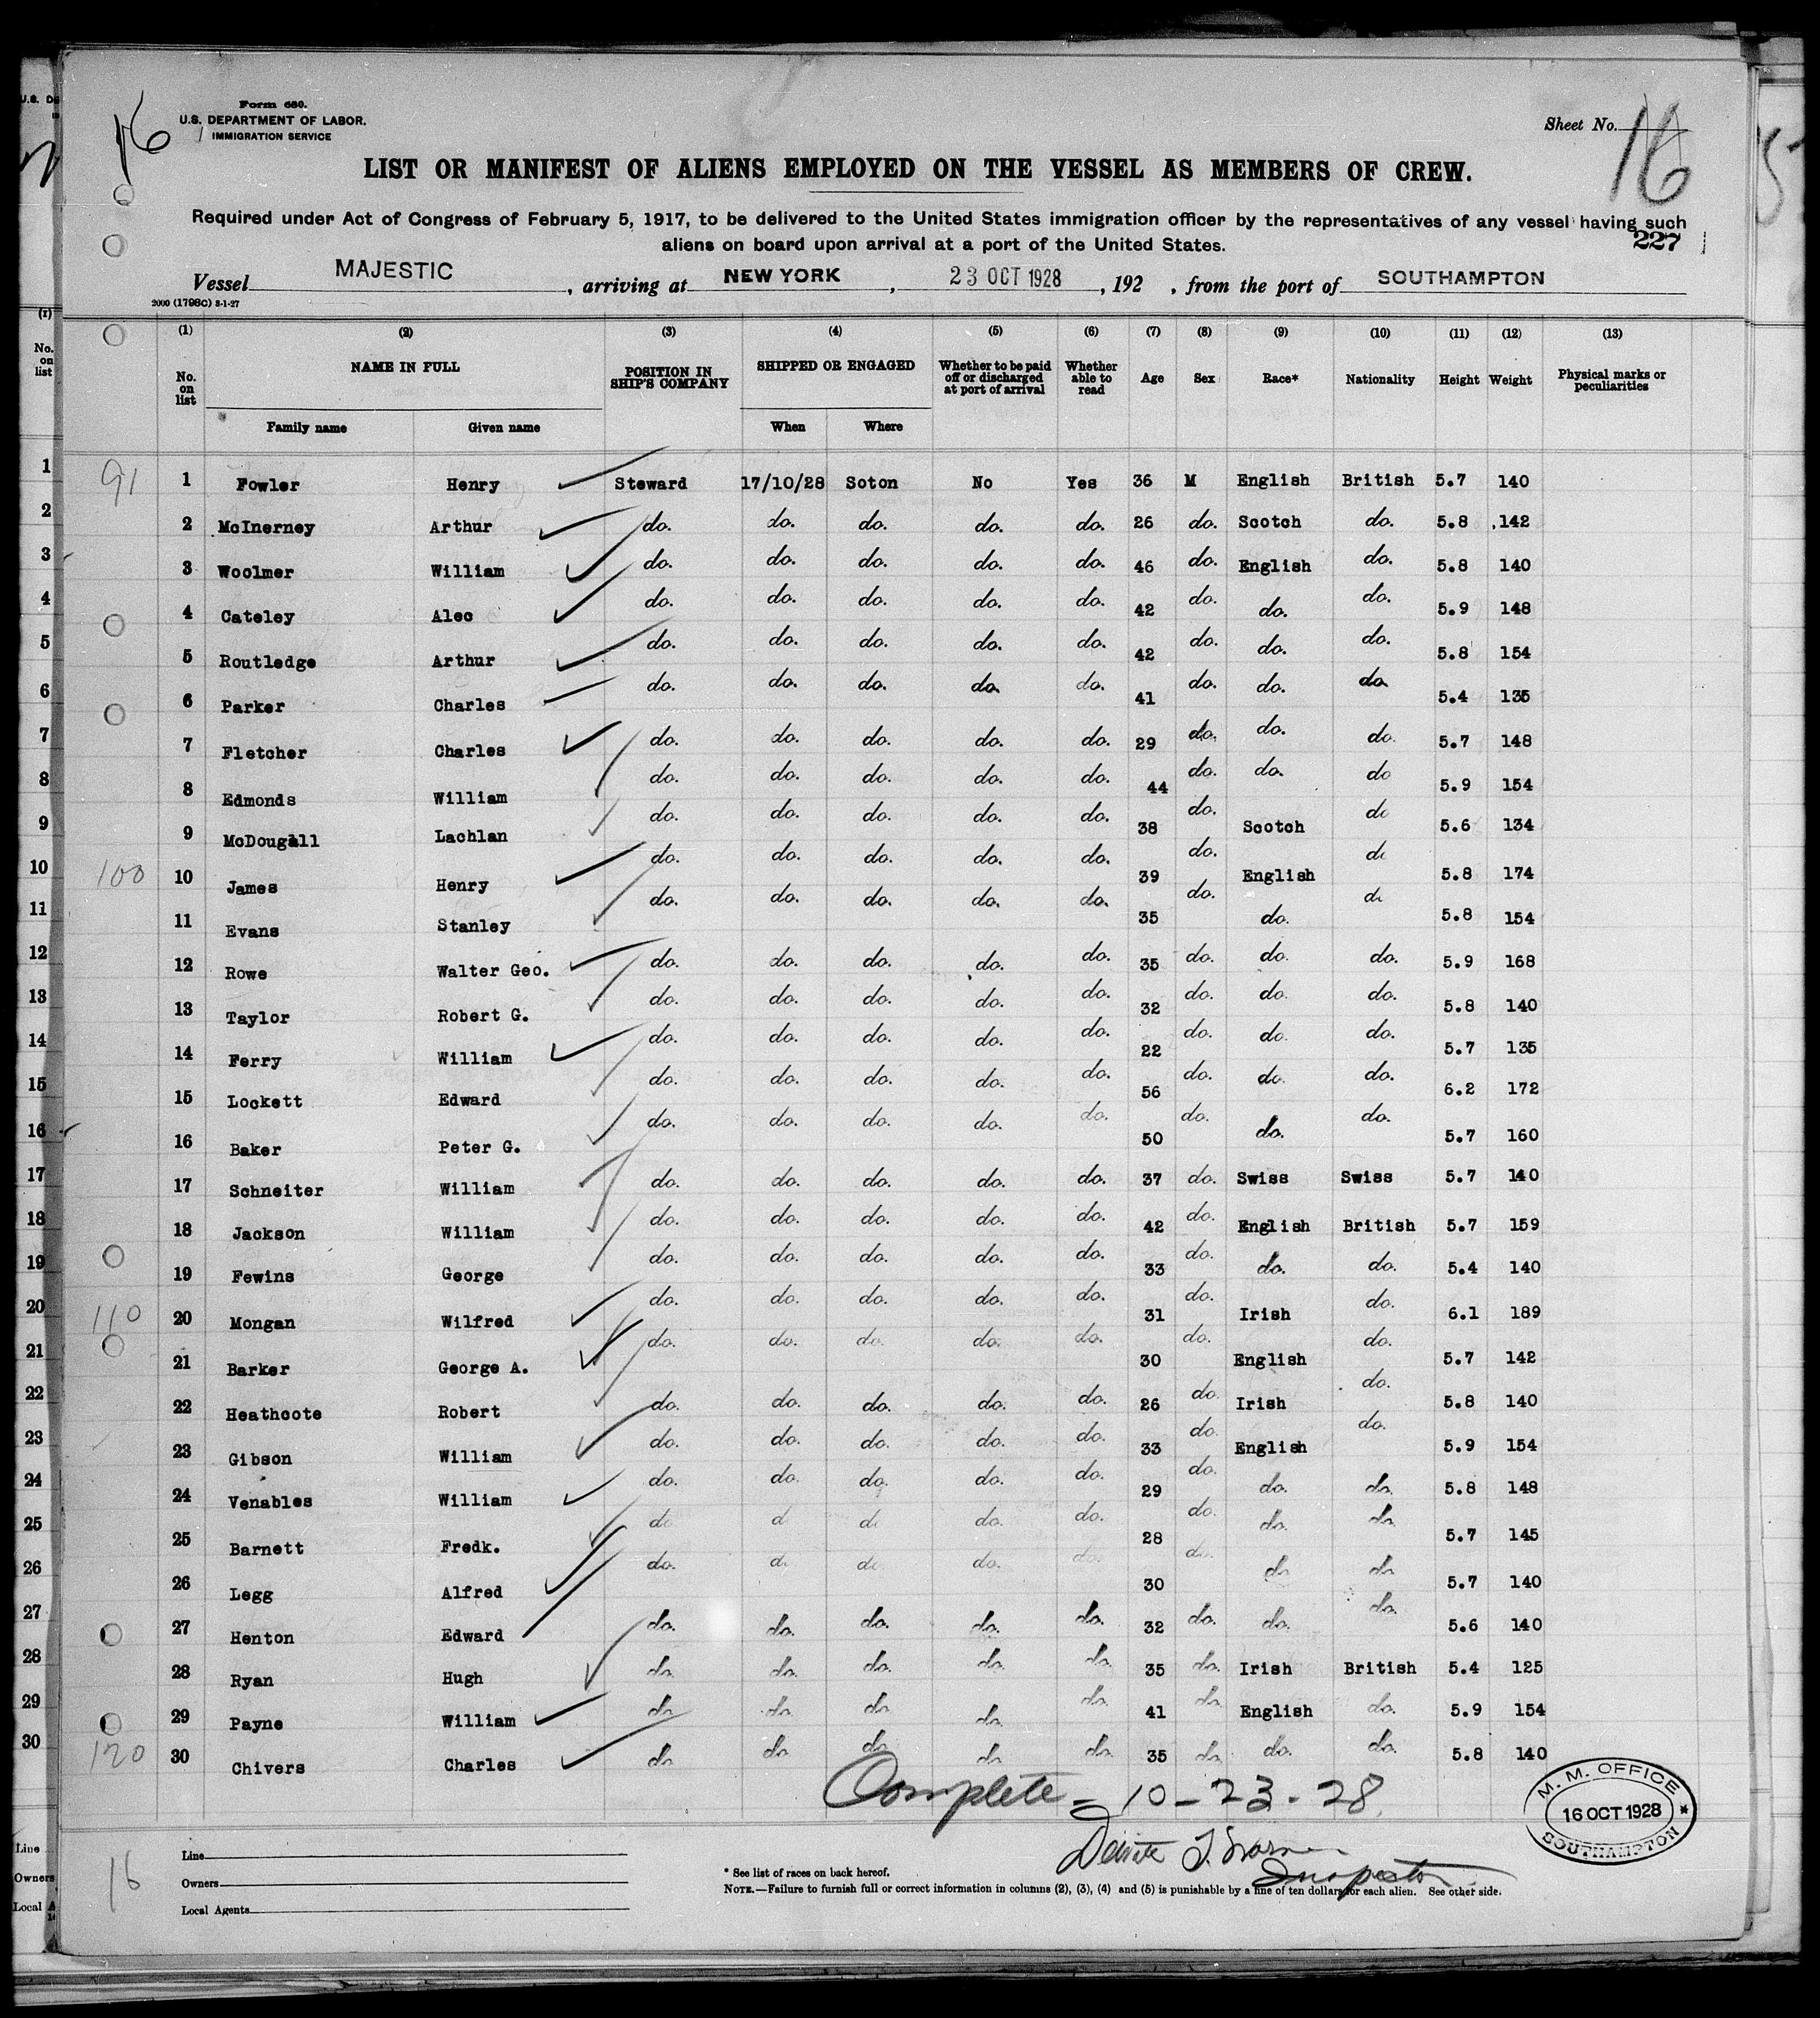 Form 680.
U.S. DEPARTMENT OF LABOR.
IMMIGRATION SERVICE
16
Sheet No. 16
LIST OR MANIFEST OF ALIENS EMPLOYED ON THE VESSEL AS MEMBERS OF CREW.
Required under Act of Congress of February 5, 1917, to be delivered to the United States immigration officer by the representatives of any vessel having such
aliens on board upon arrival at a port of the United States.
227
Vessel MAJESTIC , arriving at NEW YORK , 23 OCT 1928 , 192 , from the port of SOUTHAMPTON
2000 (1798c) 8-1-27
(1) (2) (3) (4) (5) (6) (7) (8) (9) (10) (11) (12) (13)
No. on list NAME IN FULL POSITION IN SHIP'S COMPANY SHIPPED OR ENGAGED Whether to be paid off or discharged at port of arrival Whether able to read Age Sex Race* Nationality Height Weight Physical marks or peculiarities
Family name Given name When Where
91 1 Fowler Henry Steward 17/10/28 Soton No Yes 36 M English British 5.7 140
2 McInerney Arthur do. do. do. do. do. 26 do. Scotch do. 5.8 142
3 Woolmer William do. do. do. do. do. 46 do. English do. 5.8 140
4 Cateley Alec do. do. do. do. do. 42 do. do. do. 5.9 148
5 Routledge Arthur do. do. do. do. do. 42 do. do. do. 5.8 154
6 Parker Charles do. do. do. do. do. 41 do. do. do 5.4 135
7 Fletcher Charles do. do. do. do. do. 29 do. do. do. 5.7 148
8 Edmonds William do. do. do. do. do. 44 do. do. do 5.9 154
9 McDougall Lachlan do. do. do. do. do. 38 do. Scotch do 5.6 134
100 10 James Henry do. do. do. do. do. 39 do. English do 5.8 174
11 Evans Stanley do. do. do. do. do. 35 do. do. do 5.8 154
12 Rowe Walter Geo. do. do. do. do. do. 35 do. do. do. 5.9 168
13 Taylor Robert G. do. do. do. do. do. 32 do. do. do. 5.8 140
14 Ferry William do. do. do. do. do. 22 do. do. do. 5.7 135
15 Lockett Edward do. do. do. do. do. 56 do. do. do. 6.2 172
16 Baker Peter G. do. do. do. do. do. 50 do. do. do. 5.7 160
17 Schneiter William do. do. do. do. do. 37 do. Swiss Swiss 5.7 140
18 Jackson William do. do. do. do. do. 42 do. English British 5.7 159
19 Fewins George do. do. do. do. do. 33 do. do. do. 5.4 140
110 20 Mongan Wilfred do. do. do. do. do. 31 do. Irish do. 6.1 189
21 Barker George A. do. do. do. do. do. 30 do. English do. 5.7 142
22 Heathcote Robert do. do. do. do. do. 26 do. Irish do. 5.8 140
23 Gibson William do. do. do. do. do. 33 do. English do. 5.9 154
24 Venables William do. do. do. do. do. 29 do. do. do. 5.8 148
25 Barnett Fredk. do d do do. do. 28 do. do. do. 5.7 145
26 Legg Alfred do. do do do. do. 30 do. do do 5.7 140
27 Henton Edward do. do. do. do. do. 32 do. do. do. 5.6 140
28 Ryan Hugh do. do. do. do. do. 35 do. Irish British 5.4 125
29 Payne William do. do. do. do. do. 41 do. English do. 5.9 154
120 30 Chivers Charles do. do do. do. do. 35 do. do. do. 5.8 140
Complete - 10-23-28.
Inspector
M. M. OFFICE
16 OCT 1928
SOUTHAMPTON
16
Line
Owners
Local Agents
* See list of races on back hereof.
NOTE.—Failure to furnish full or correct information in columns (2), (3), (4) and (5) is punishable by a fine of ten dollars for each alien. See other side.